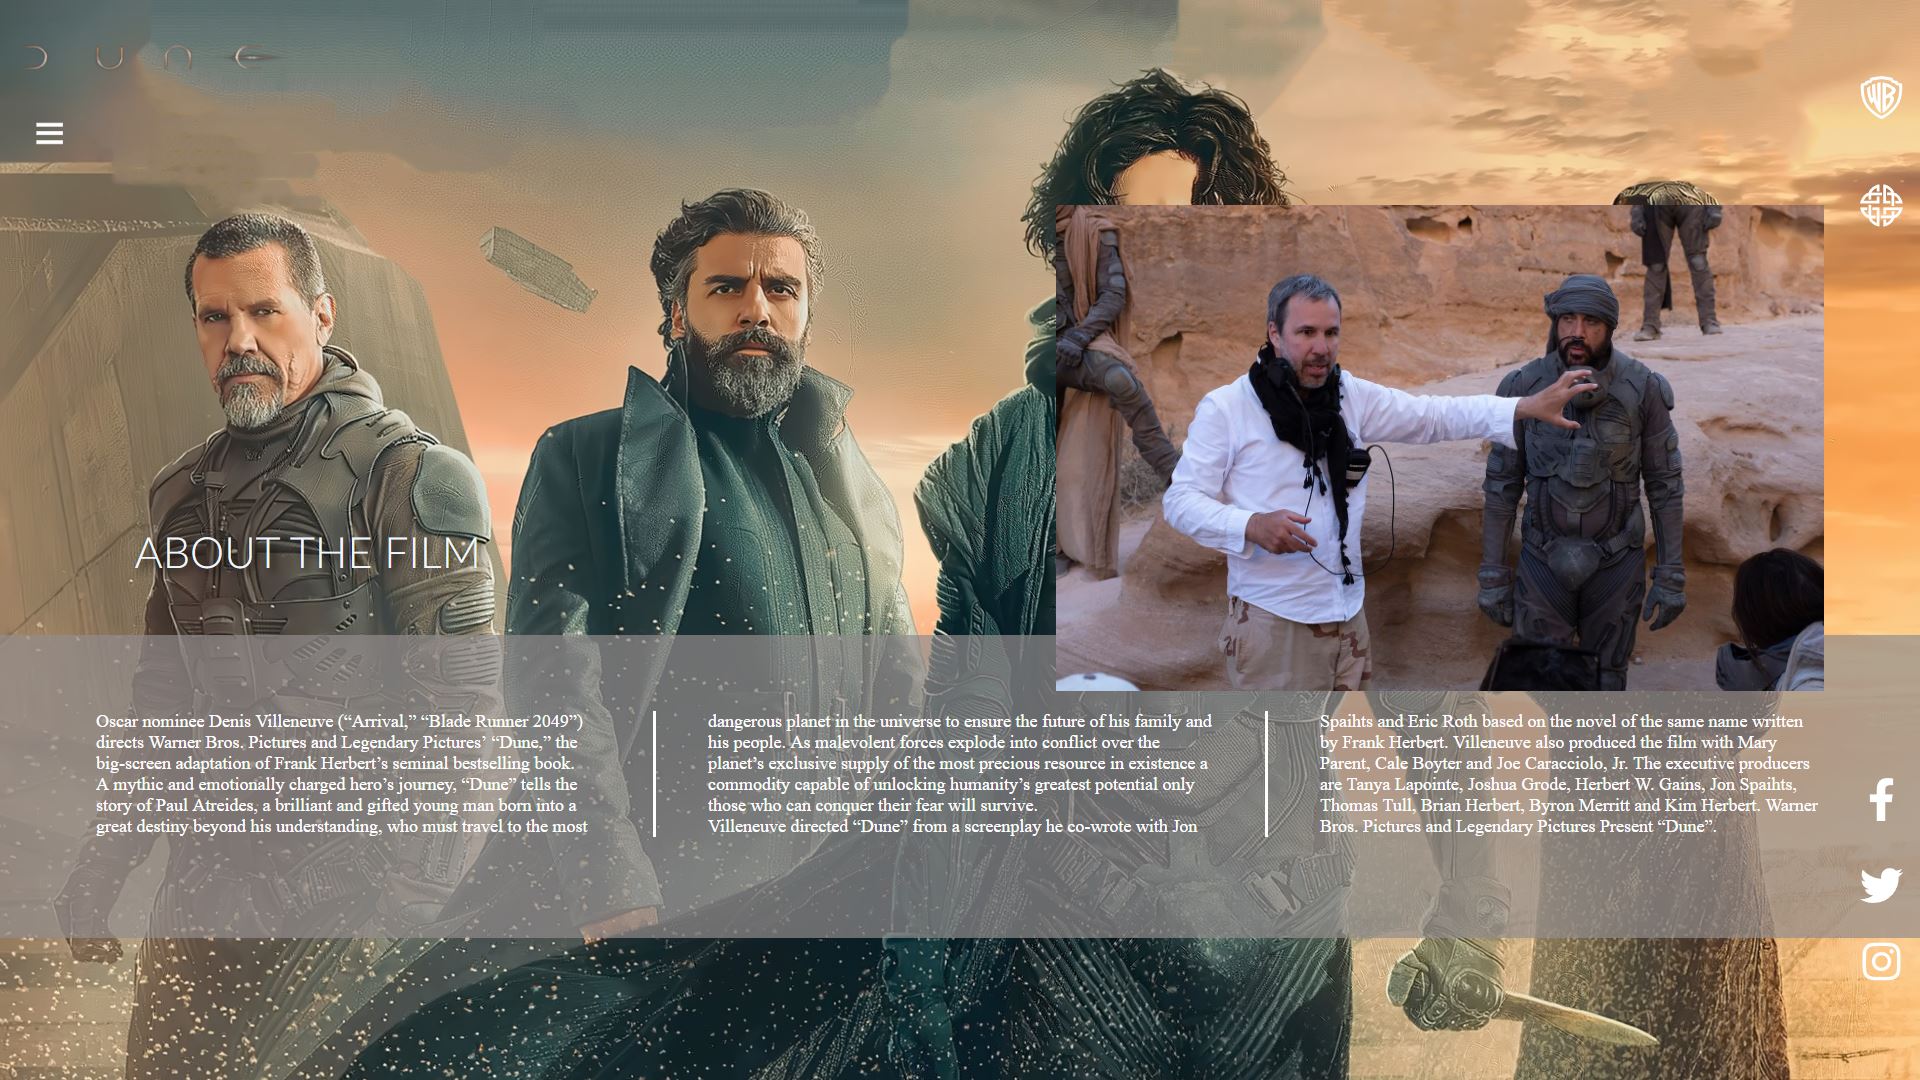 DUNE
WB
ABOUT THE FILM
Oscar nominee Denis Villeneuve (“Arrival,” “Blade Runner 2049”)
directs Warner Bros. Pictures and Legendary Pictures’ “Dune,” the
big-screen adaptation of Frank Herbert’s seminal bestselling book.
A mythic and emotionally charged hero’s journey, “Dune” tells the
story of Paul Atreides, a brilliant and gifted young man born into a
great destiny beyond his understanding, who must travel to the most
dangerous planet in the universe to ensure the future of his family and
his people. As malevolent forces explode into conflict over the
planet’s exclusive supply of the most precious resource in existence a
commodity capable of unlocking humanity’s greatest potential only
those who can conquer their fear will survive.
Villeneuve directed “Dune” from a screenplay he co-wrote with Jon
Spaihts and Eric Roth based on the novel of the same name written
by Frank Herbert. Villeneuve also produced the film with Mary
Parent, Cale Boyter and Joe Caracciolo, Jr. The executive producers
are Tanya Lapointe, Joshua Grode, Herbert W. Gains, Jon Spaihts,
Thomas Tull, Brian Herbert, Byron Merritt and Kim Herbert. Warner
Bros. Pictures and Legendary Pictures Present “Dune”.